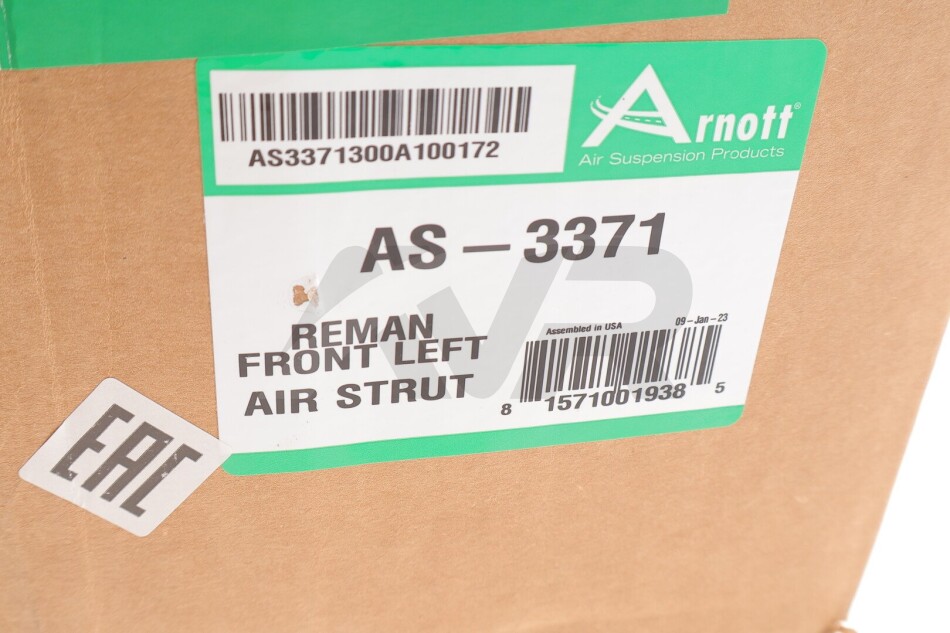 AS3371300A100172
Arnott®
Air Suspension Products
AS – 3371
REMAN
FRONT LEFT
AIR STRUT
Assembled in USA
09-Jan-23
8 1571001938 5
EAC